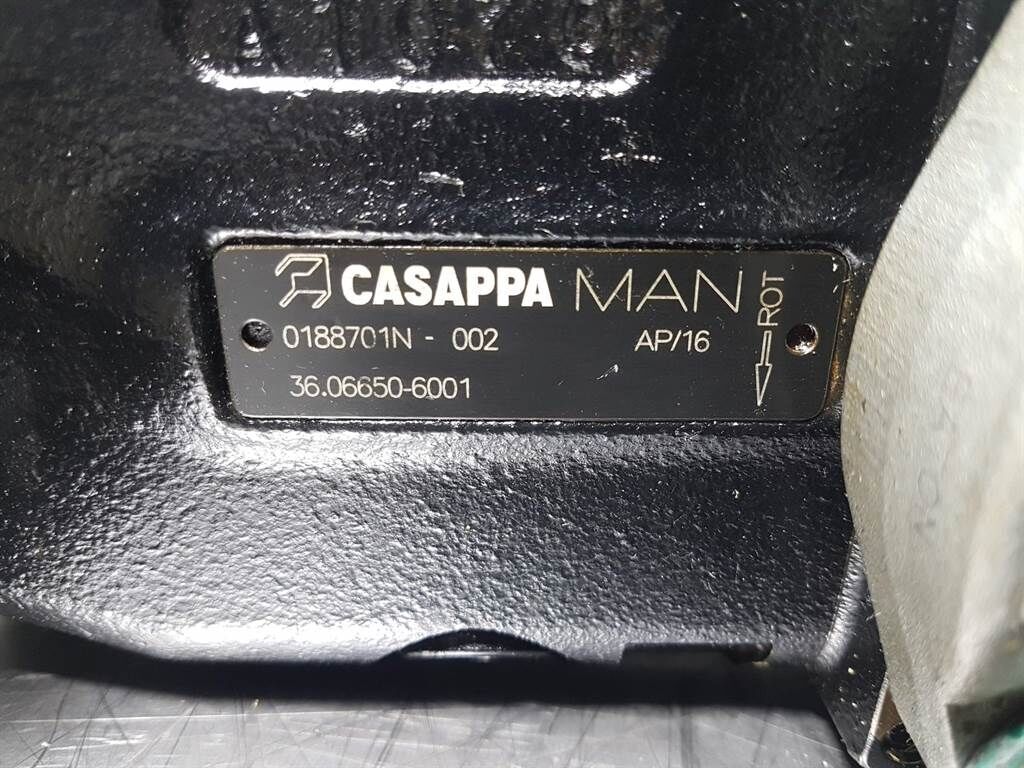 CASAPPA MAN
0188701N - 002 AP/16
36.06650-6001
ROT